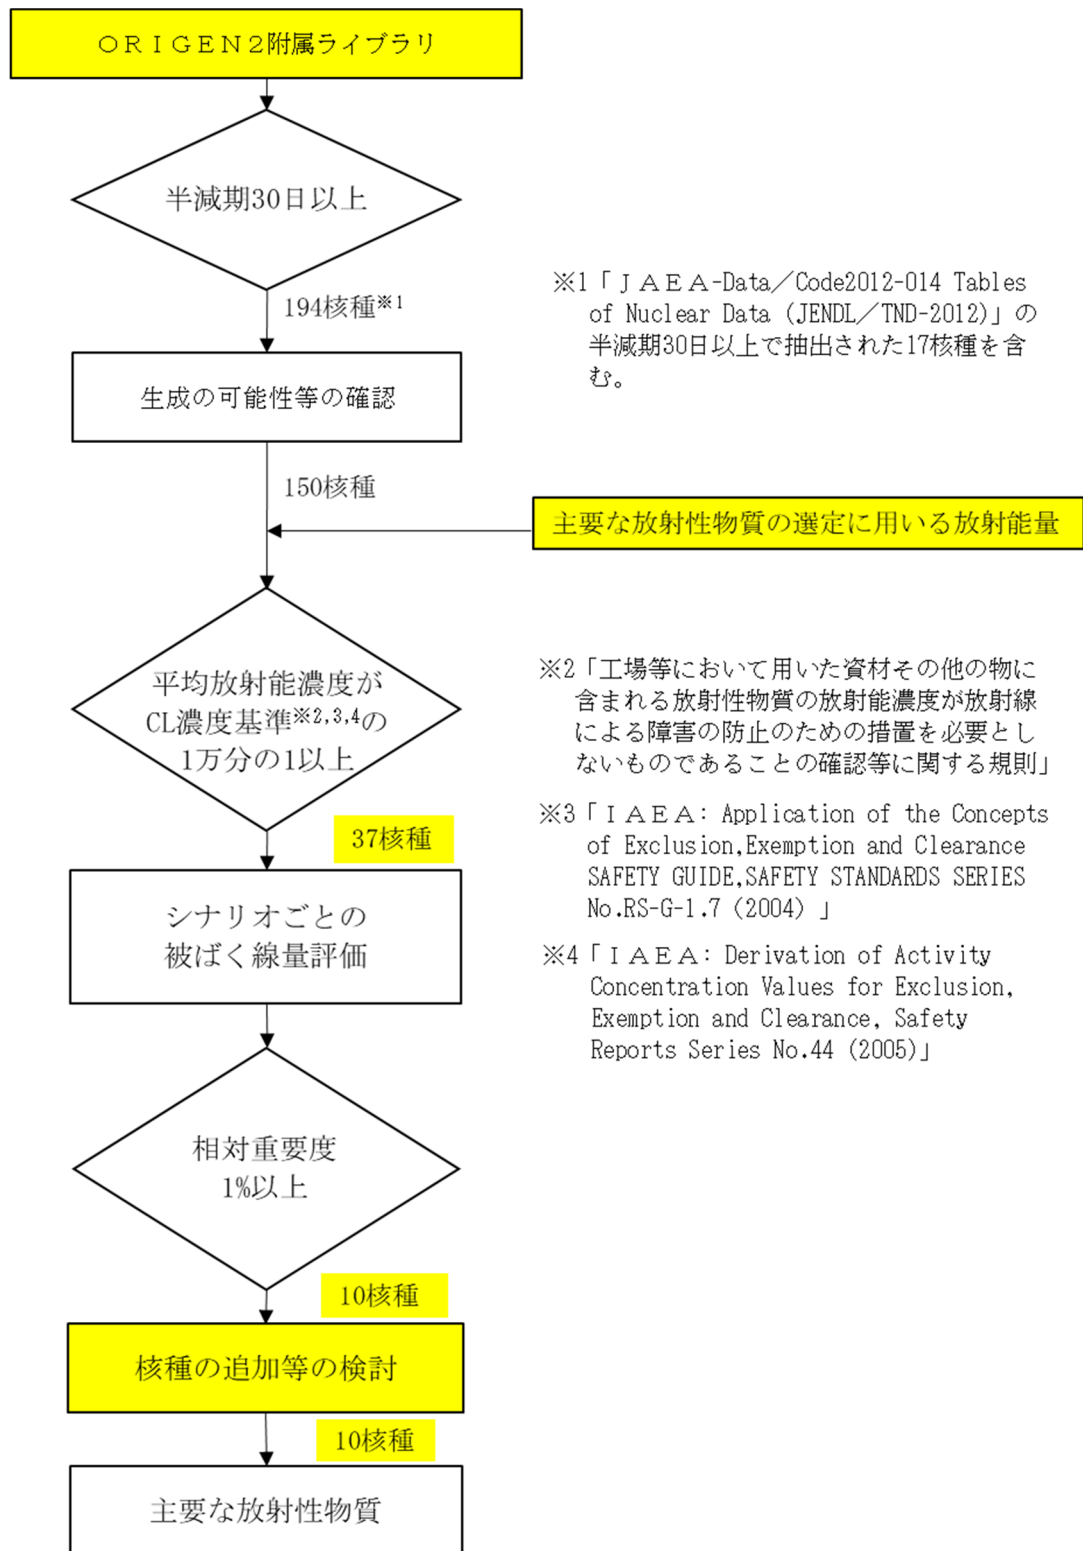 ＯＲＩＧＥＮ２附属ライブラリ
半減期30日以上
194核種※1
※1「ＪＡＥＡ-Data／Code2012-014 Tables
of Nuclear Data (JENDL／TND-2012)」の
半減期30日以上で抽出された17核種を含
む。
生成の可能性等の確認
150核種
主要な放射性物質の選定に用いる放射能量
平均放射能濃度が
CL濃度基準※2,3,4の
1万分の1以上
※2「工場等において用いた資材その他の物に
含まれる放射性物質の放射能濃度が放射線
による障害の防止のための措置を必要とし
ないものであることの確認等に関する規則」
37核種
※3「ＩＡＥＡ: Application of the Concepts
of Exclusion,Exemption and Clearance
SAFETY GUIDE,SAFETY STANDARDS SERIES
No.RS-G-1.7 (2004) 」
シナリオごとの
被ばく線量評価
※4「ＩＡＥＡ: Derivation of Activity
Concentration Values for Exclusion,
Exemption and Clearance, Safety
Reports Series No.44 (2005)」
相対重要度
1%以上
10核種
核種の追加等の検討
10核種
主要な放射性物質